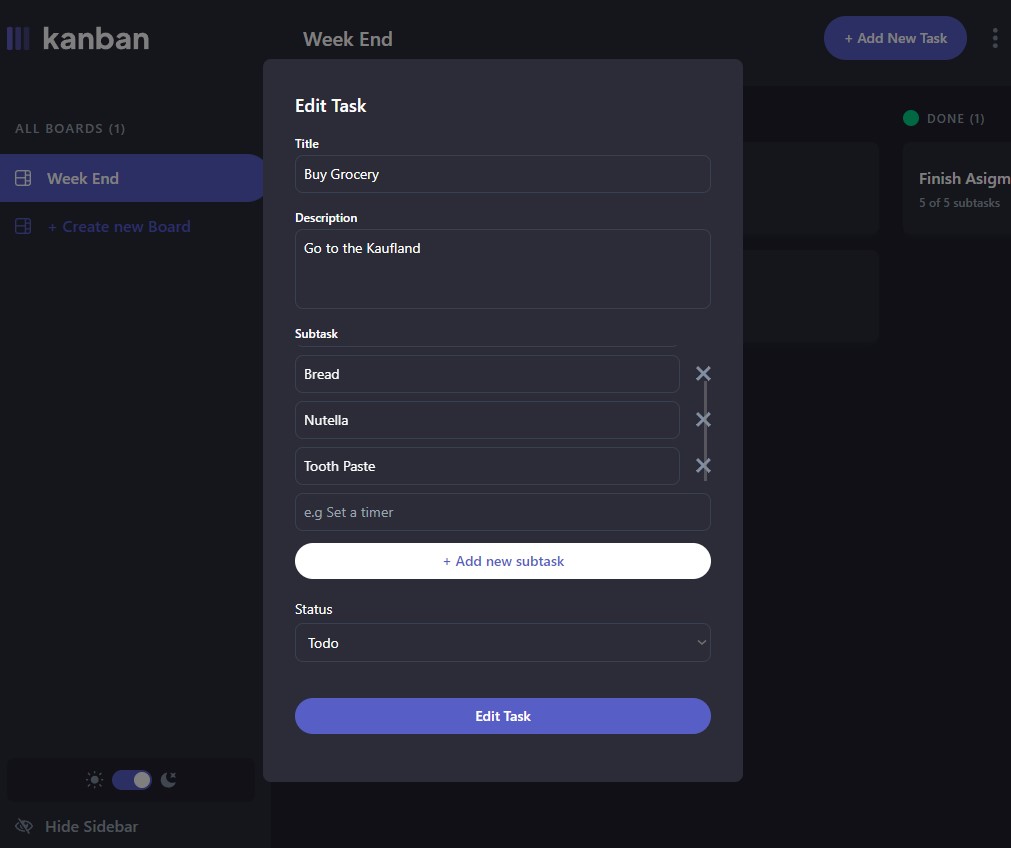 kanban
Week End
+ Add New Task
ALL BOARDS (1)
Week End
+ Create new Board
Hide Sidebar
Edit Task
Title
Buy Grocery
Description
Go to the Kaufland
Subtask
Bread
Nutella
Tooth Paste
e.g Set a timer
+ Add new subtask
Status
Todo
Edit Task
DONE (1)
Finish Asigm
5 of 5 subtasks